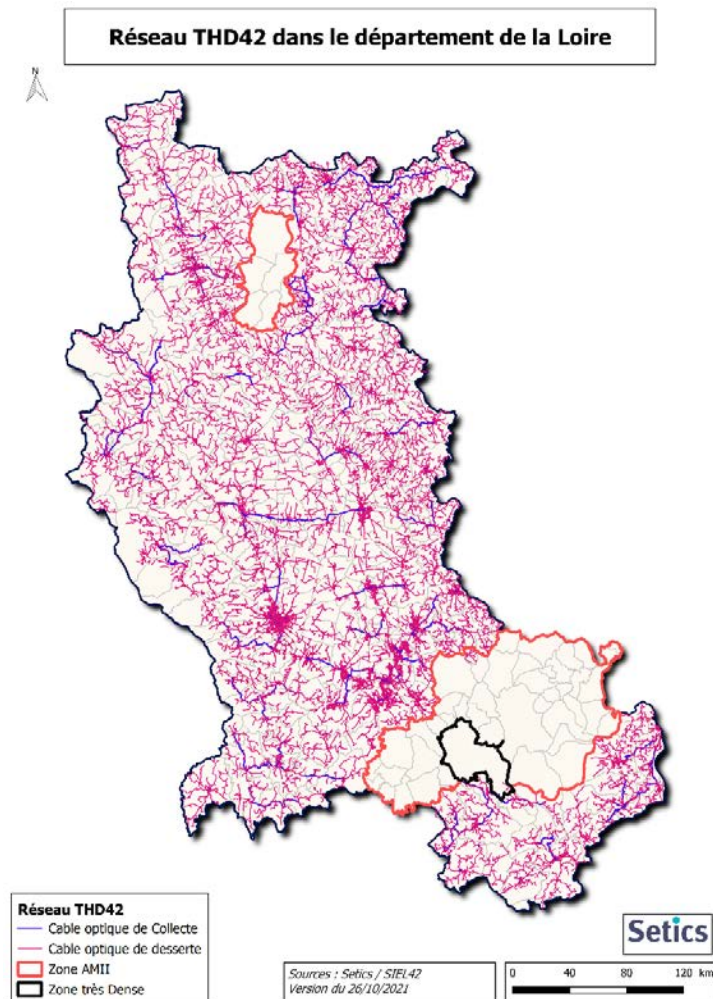 Réseau THD42 dans le département de la Loire
N
Réseau THD42
Cable optique de Collecte
Cable optique de desserte
Zone AMII
Zone très Dense
Sources : Setics / SIEL42
Version du 26/10/2021
Setics
0 40 80 120 km